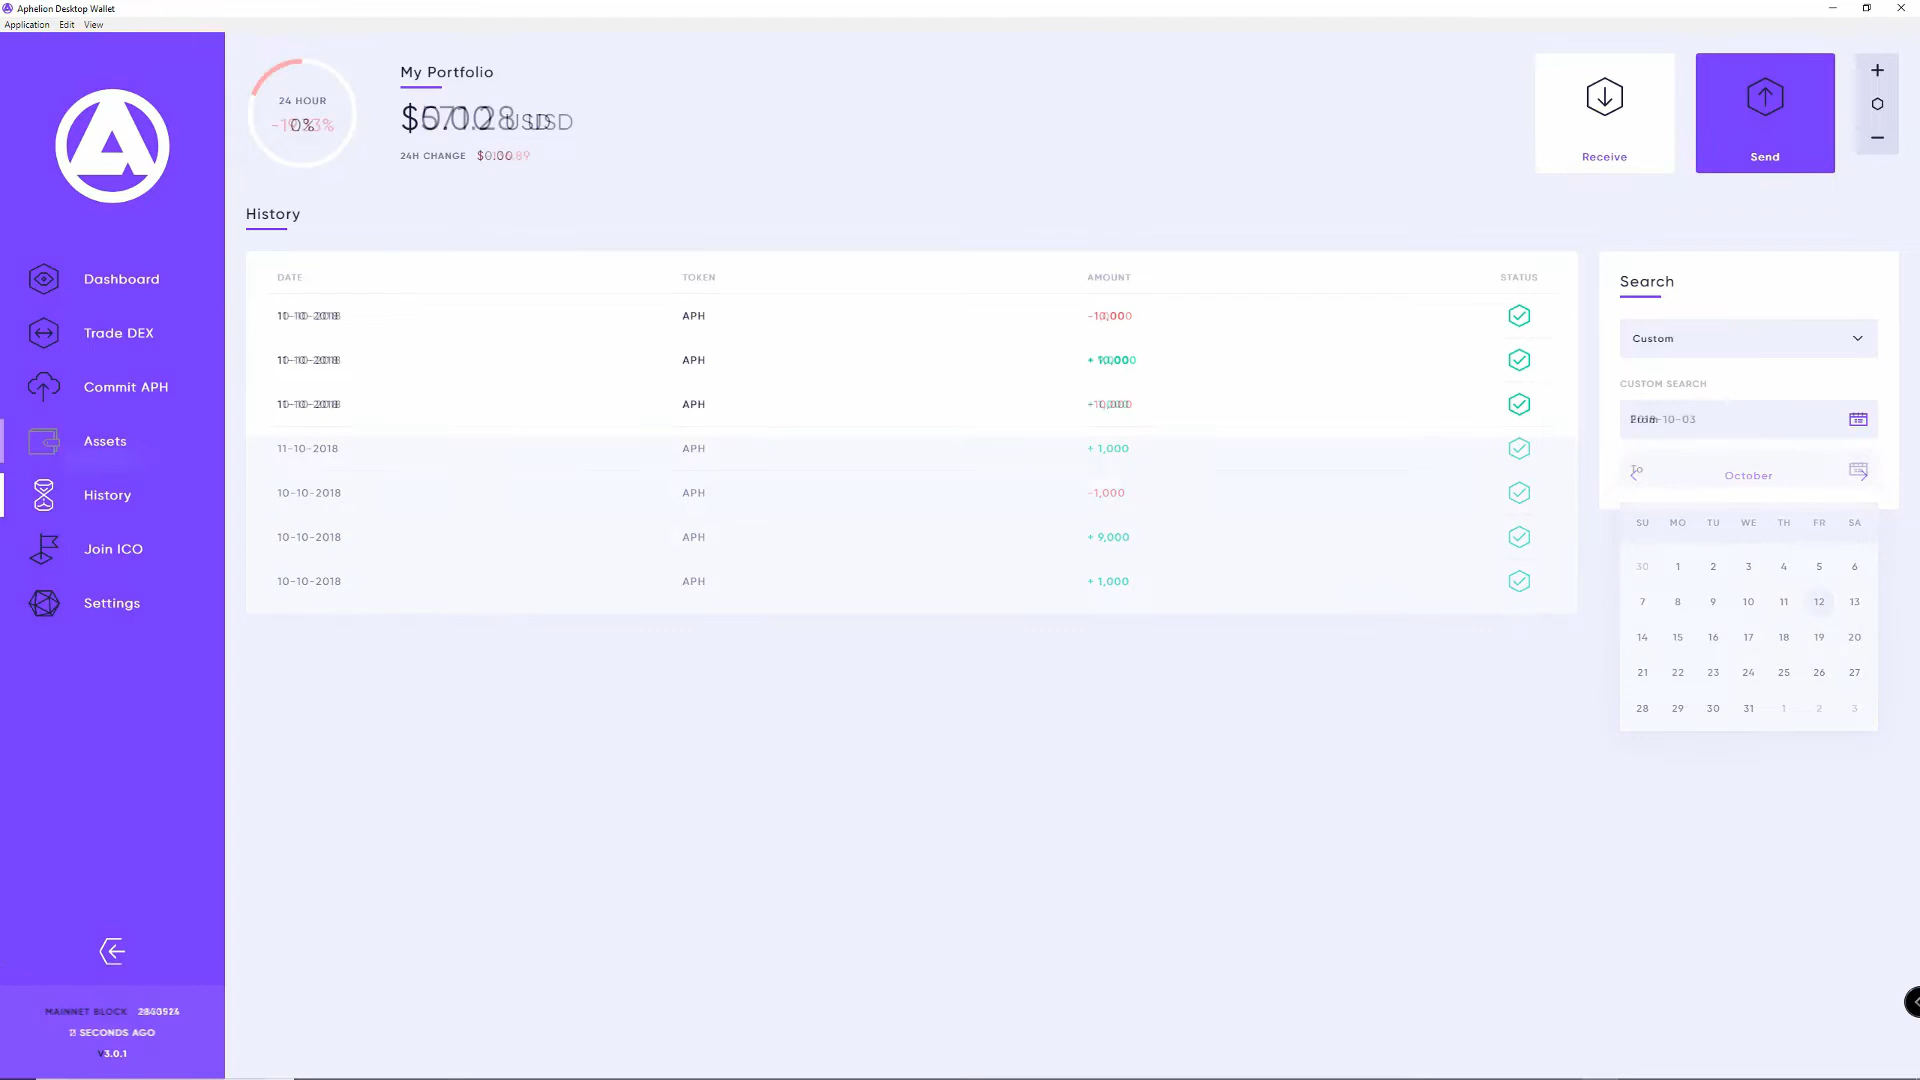 Aphelion Desktop Wallet
Application Edit View
24 HOUR
My Portfolio
USD
24H CHANGE
Receive
Send
Dashboard
Trade DEX
Commit APH
Assets
History
Join ICO
Settings
MAINNET BLOCK
SECONDS AGO
V3.0.1
History
DATE TOKEN AMOUNT STATUS
APH
APH
APH
11-10-2018 APH + 1,000
10-10-2018 APH -1,000
10-10-2018 APH + 9,000
10-10-2018 APH + 1,000
Search
Custom
CUSTOM SEARCH
To
October
SU MO TU WE TH FR SA
30 1 2 3 4 5 6
7 8 9 10 11 12 13
14 15 16 17 18 19 20
21 22 23 24 25 26 27
28 29 30 31 1 2 3